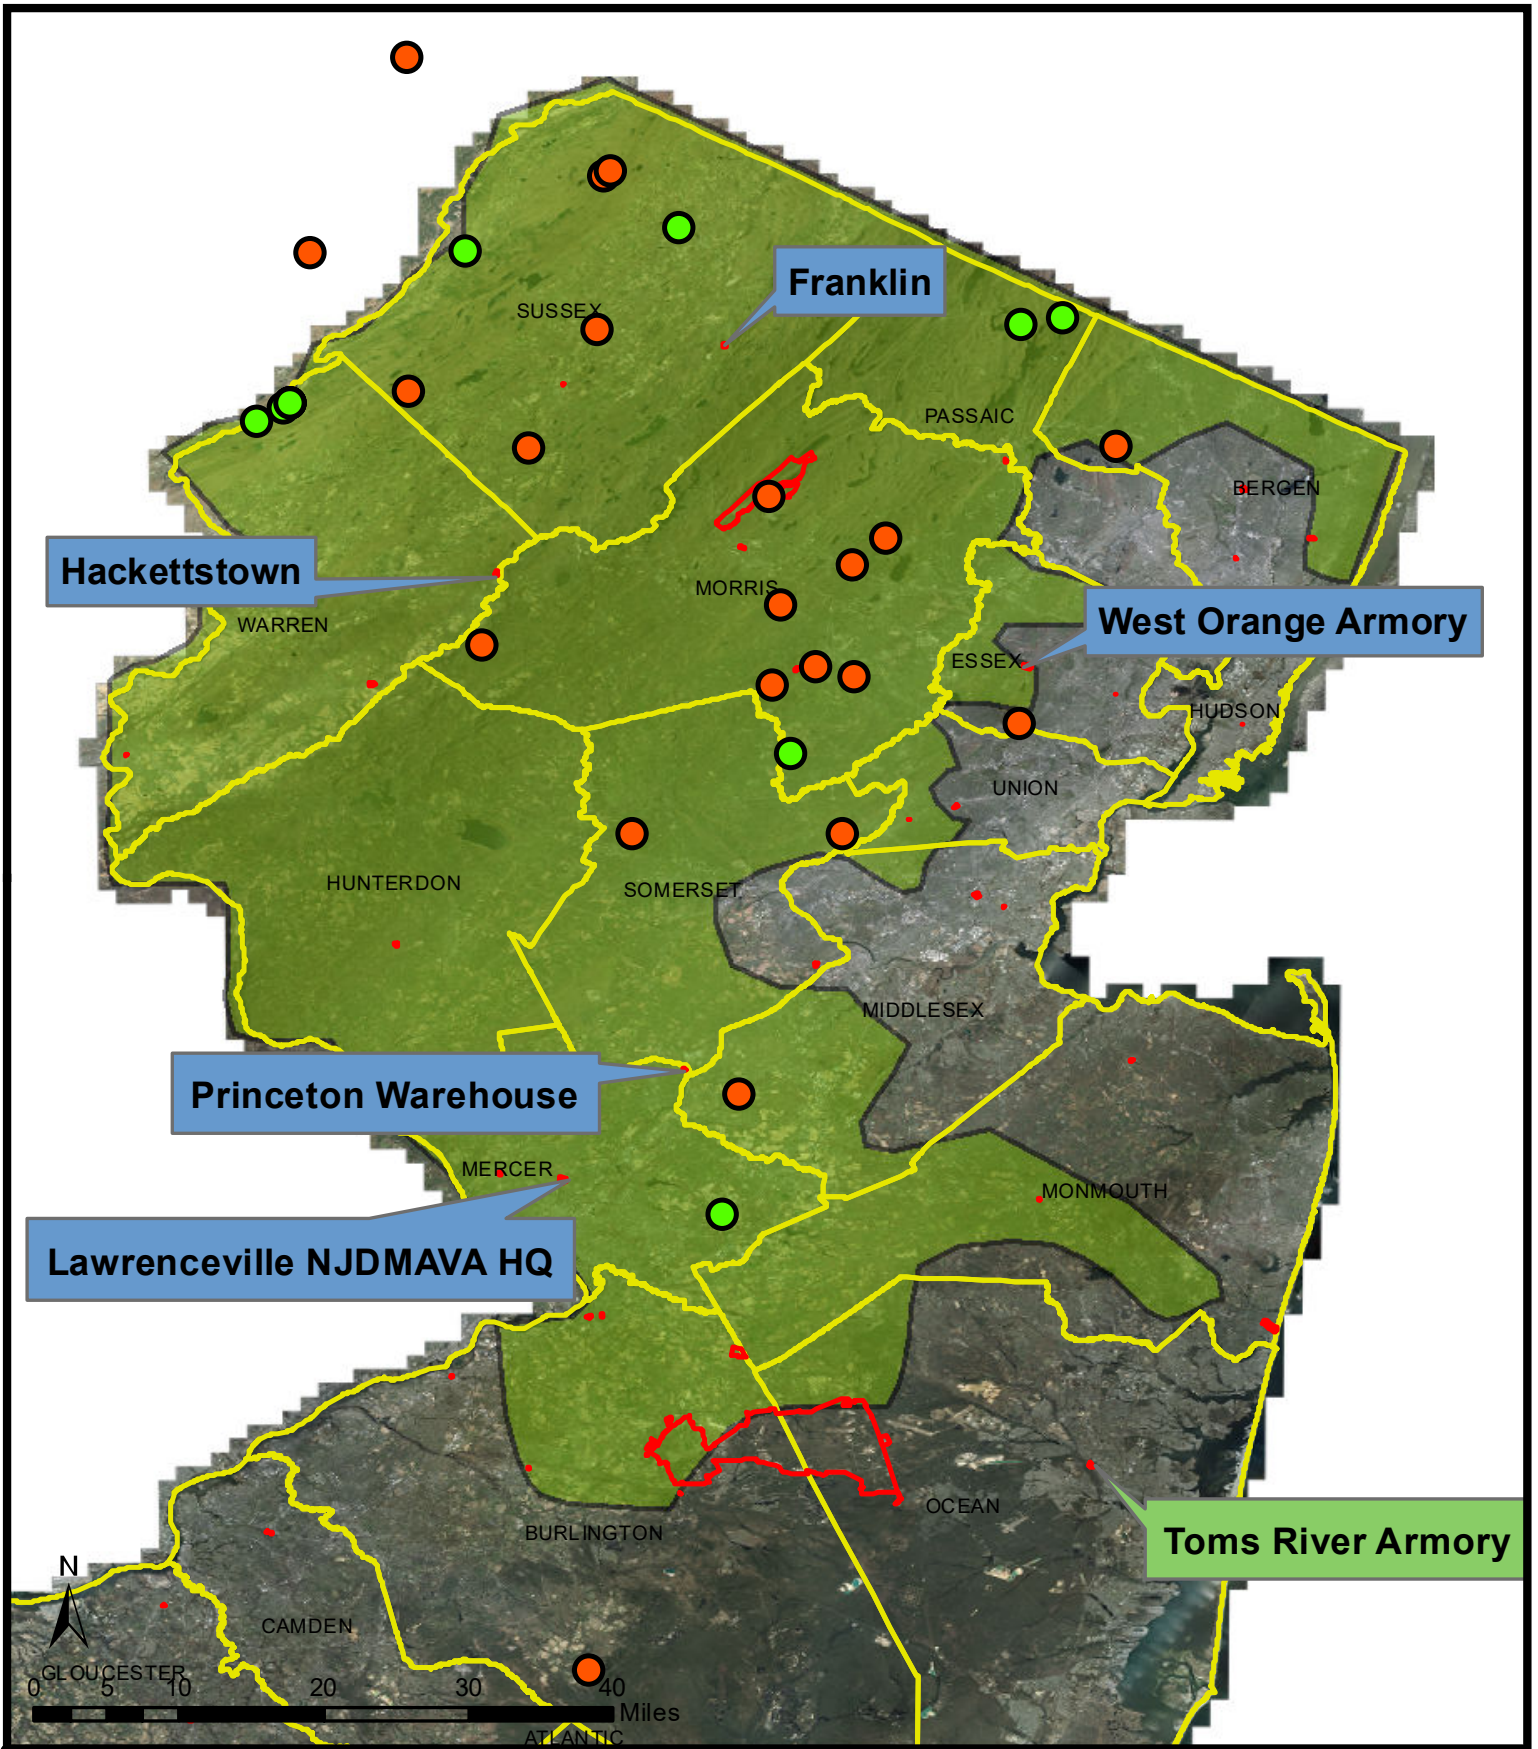 Franklin
SUSSEX
PASSAIC
BERGEN
Hackettstown
MORRIS
West Orange Armory
WARREN
ESSEX
HUDSON
UNION
HUNTERDON
SOMERSET
MIDDLESEX
Princeton Warehouse
MERCER
MONMOUTH
Lawrenceville NJDMAVA HQ
OCEAN
BURLINGTON
Toms River Armory
N
CAMDEN
GLOUCESTER
0 5 10 20 30 40
Miles
ATLANTIC